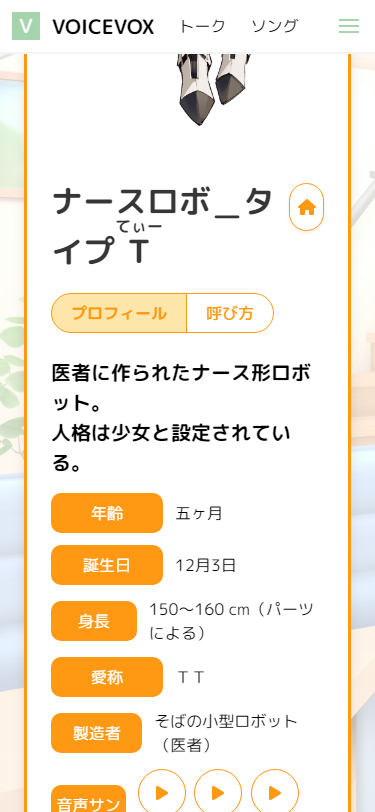 V VOICEVOX トーク ソング
ナースロボ＿タ
てぃー
イプT
プロフィール 呼び方
医者に作られたナース形ロボ
ット。
人格は少女と設定されてい
る。
年齢 五ヶ月
誕生日 12月3日
身長 150〜160 cm（パーツ
による）
愛称 ＴＴ
製造者 そばの小型ロボット
（医者）
音声サン